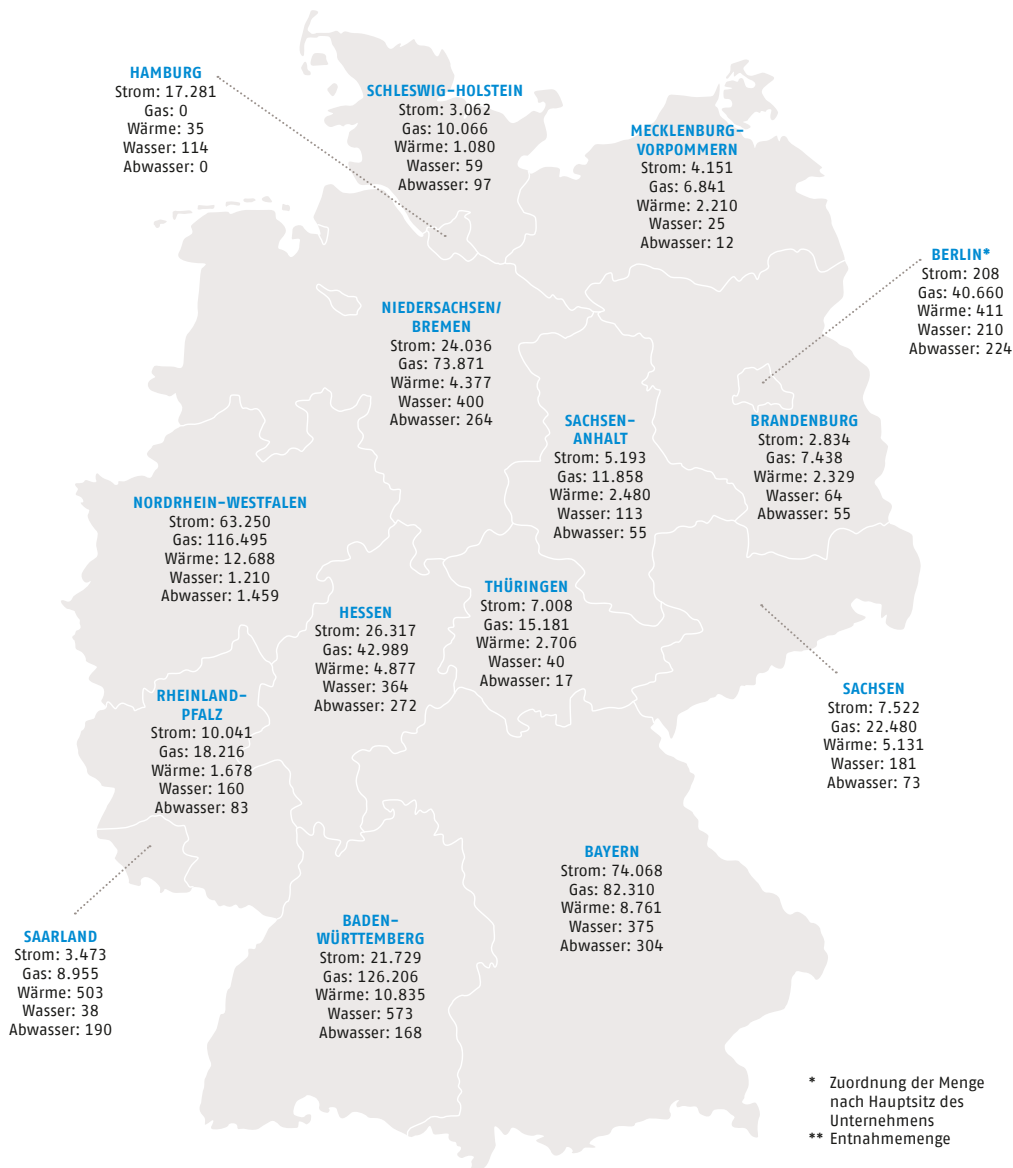 HAMBURG
Strom: 17.281
Gas: 0
Wärme: 35
Wasser: 114
Abwasser: 0
SCHLESWIG-HOLSTEIN
Strom: 3.062
Gas: 10.066
Wärme: 1.080
Wasser: 59
Abwasser: 97
MECKLENBURG-
VORPOMMERN
Strom: 4.151
Gas: 6.841
Wärme: 2.210
Wasser: 25
Abwasser: 12
BERLIN*
Strom: 208
Gas: 40.660
Wärme: 411
Wasser: 210
Abwasser: 224
NIEDERSACHSEN/
BREMEN
Strom: 24.036
Gas: 73.871
Wärme: 4.377
Wasser: 400
Abwasser: 264
SACHSEN-
ANHALT
Strom: 5.193
Gas: 11.858
Wärme: 2.480
Wasser: 113
Abwasser: 55
BRANDENBURG
Strom: 2.834
Gas: 7.438
Wärme: 2.329
Wasser: 64
Abwasser: 55
NORDRHEIN-WESTFALEN
Strom: 63.250
Gas: 116.495
Wärme: 12.688
Wasser: 1.210
Abwasser: 1.459
HESSEN
Strom: 26.317
Gas: 42.989
Wärme: 4.877
Wasser: 364
Abwasser: 272
THÜRINGEN
Strom: 7.008
Gas: 15.181
Wärme: 2.706
Wasser: 40
Abwasser: 17
SACHSEN
Strom: 7.522
Gas: 22.480
Wärme: 5.131
Wasser: 181
Abwasser: 73
RHEINLAND-
PFALZ
Strom: 10.041
Gas: 18.216
Wärme: 1.678
Wasser: 160
Abwasser: 83
SAARLAND
Strom: 3.473
Gas: 8.955
Wärme: 503
Wasser: 38
Abwasser: 190
BADEN-
WÜRTTEMBERG
Strom: 21.729
Gas: 126.206
Wärme: 10.835
Wasser: 573
Abwasser: 168
BAYERN
Strom: 74.068
Gas: 82.310
Wärme: 8.761
Wasser: 375
Abwasser: 304
* Zuordnung der Menge
nach Hauptsitz des
Unternehmens
** Entnahmemenge